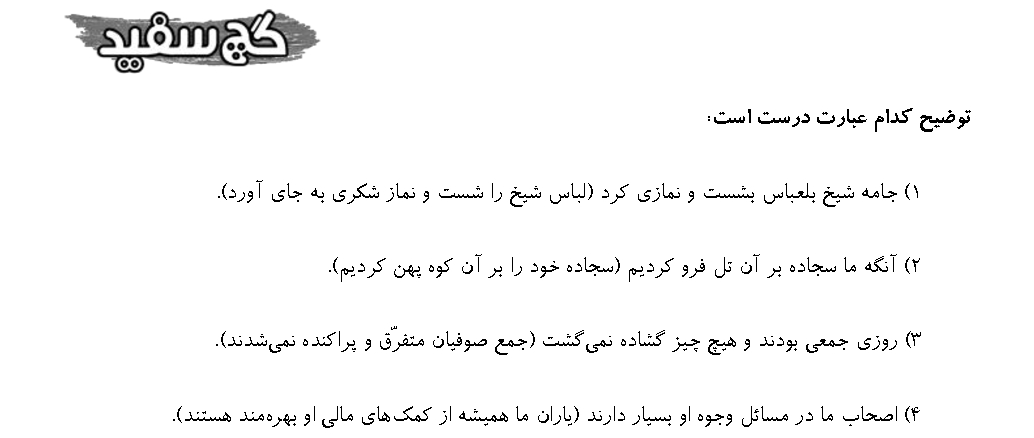 گچ سفید
توضیح کدام عبارت درست است:
۱) جامه شیخ بلعباس بشست و نمازی کرد (لباس شیخ را شست و نماز شکری به جای آورد).
۲) آنگه ما سجاده بر آن تل فرو کردیم (سجاده خود را بر آن کوه پهن کردیم).
۳) روزی جمعی بودند و هیچ چیز گشاده نمی‌گشت (جمع صوفیان متفرّق و پراکنده نمی‌شدند).
۴) اصحاب ما در مسائل وجوه او بسیار دارند (یاران ما همیشه از کمک‌های مالی او بهره‌مند هستند).